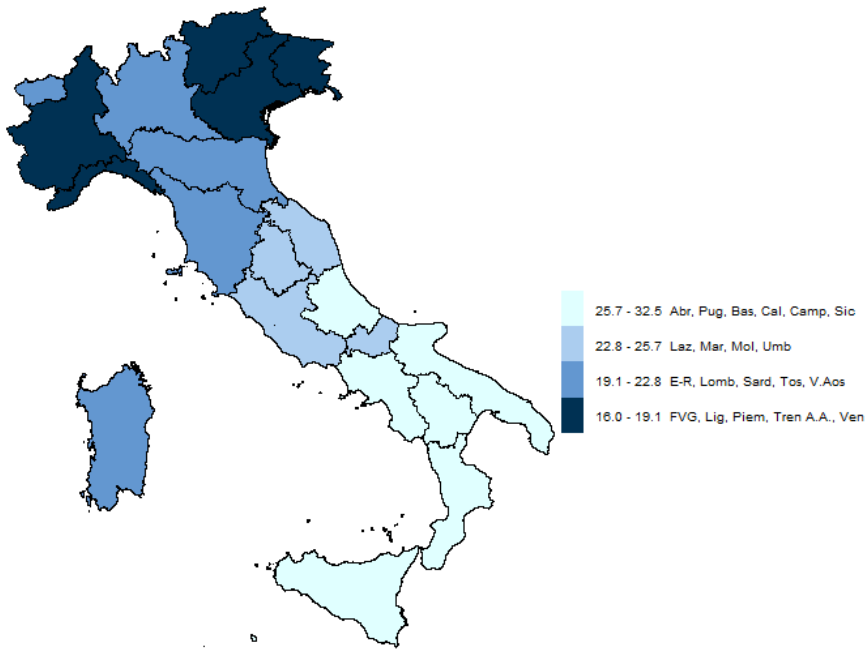 25.7 - 32.5 Abr, Pug, Bas, Cal, Camp, Sic
22.8 - 25.7 Laz, Mar, Mol, Umb
19.1 - 22.8 E-R, Lomb, Sard, Tos, V.Aos
16.0 - 19.1 FVG, Lig, Piem, Tren A.A., Ven